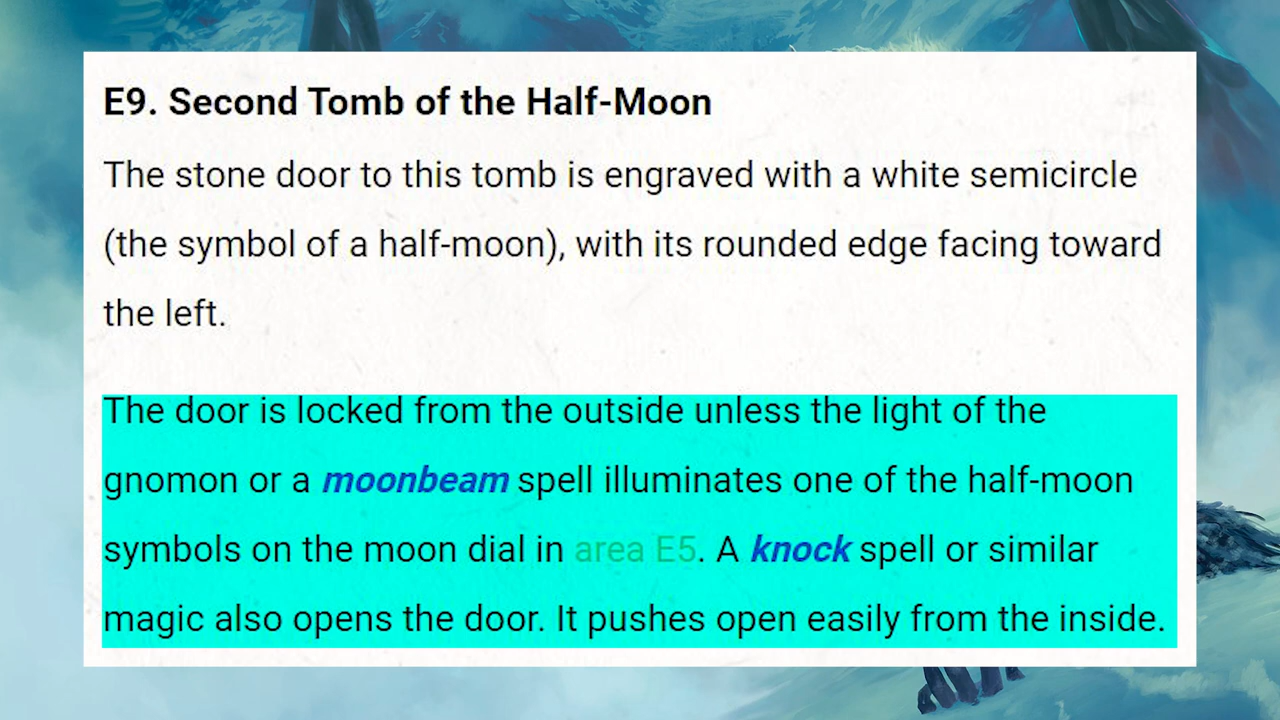 E9. Second Tomb of the Half-Moon
The stone door to this tomb is engraved with a white semicircle
(the symbol of a half-moon), with its rounded edge facing toward
the left.
The door is locked from the outside unless the light of the
gnomon or a moonbeam spell illuminates one of the half-moon
symbols on the moon dial in area E5. A knock spell or similar
magic also opens the door. It pushes open easily from the inside.